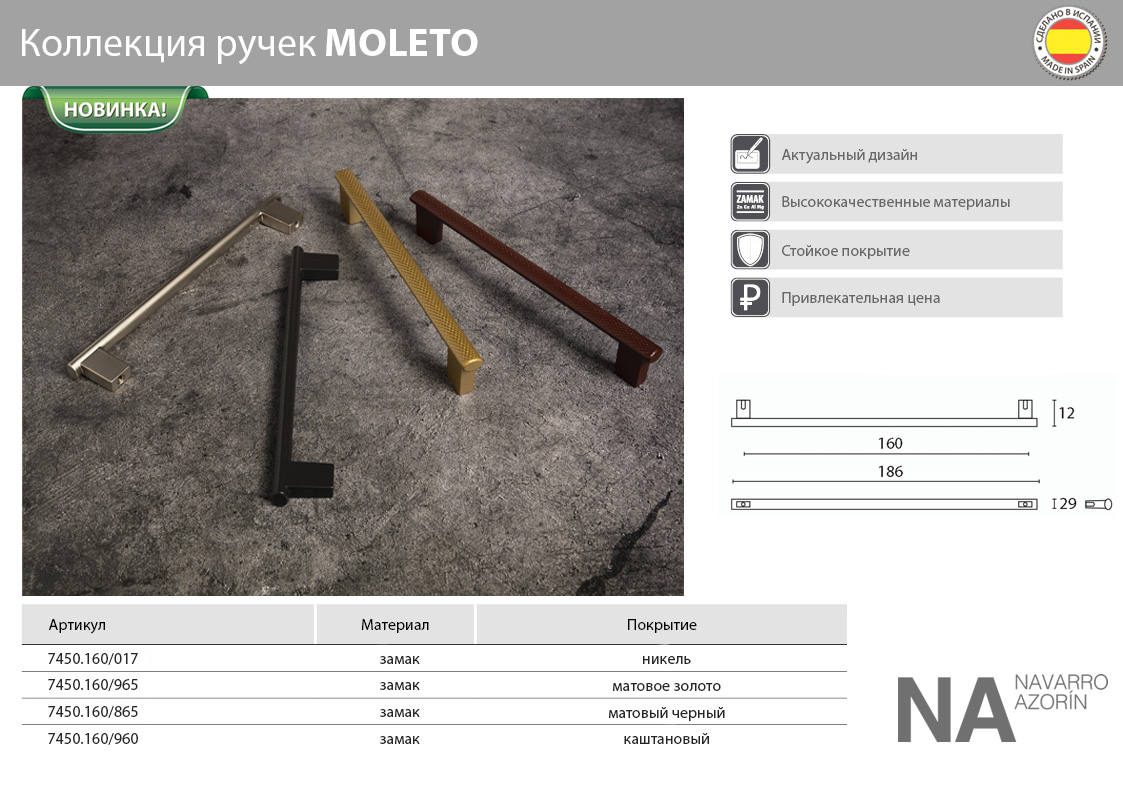 Коллекция ручек MOLETO
СДЕЛАНО В ИСПАНИИ
MADE IN SPAIN
НОВИНКА!
Актуальный дизайн
ZAMAK
Zn Cu Al Mg
Высококачественные материалы
Стойкое покрытие
₽
Привлекательная цена
12
160
186
29
Артикул Материал Покрытие
7450.160/017 замак никель
7450.160/965 замак матовое золото
7450.160/865 замак матовый черный
7450.160/960 замак каштановый
NA NAVARRO
AZORÍN